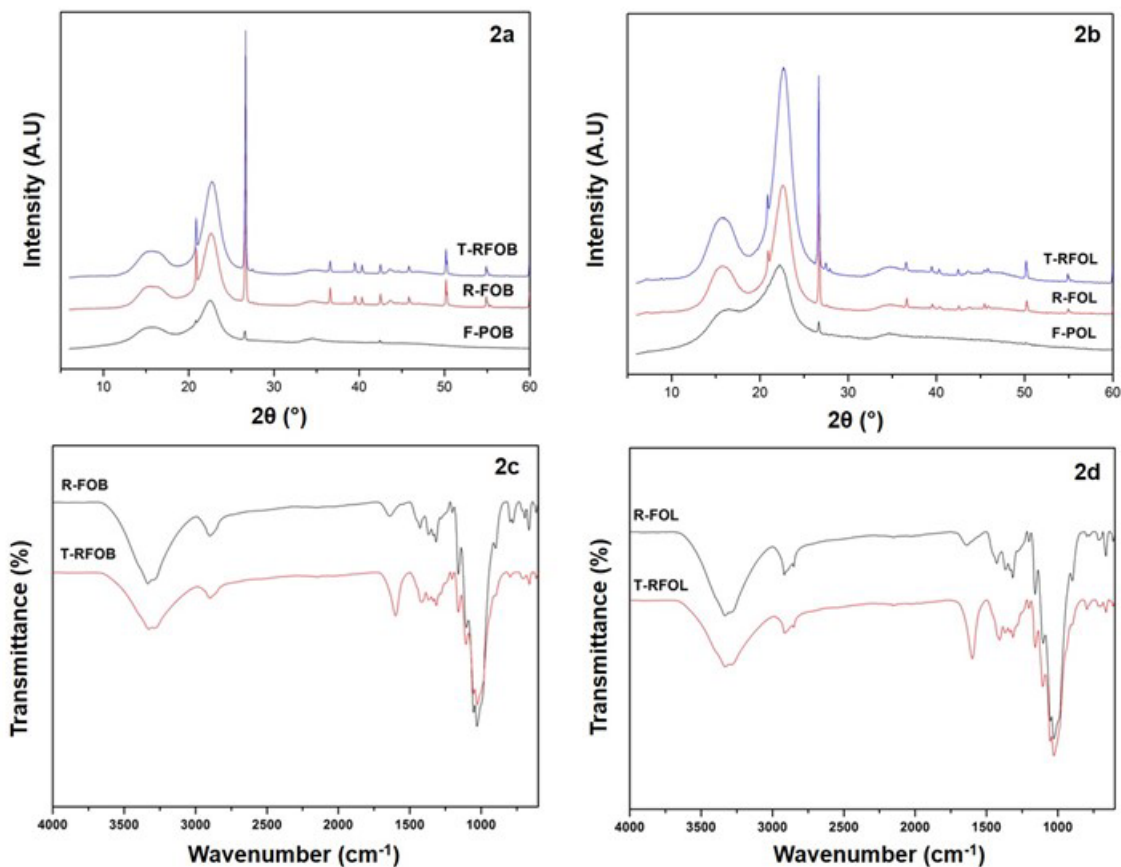 2a
Intensity (A.U)
T-RFOB
R-FOB
F-POB
10 20 30 40 50 60
2θ (°)
2b
Intensity (A.U)
T-RFOL
R-FOL
F-POL
10 20 30 40 50 60
2θ (°)
2c
Transmittance (%)
R-FOB
T-RFOB
4000 3500 3000 2500 2000 1500 1000
Wavenumber (cm⁻¹)
2d
Transmittance (%)
R-FOL
T-RFOL
4000 3500 3000 2500 2000 1500 1000
Wavenumber (cm⁻¹)